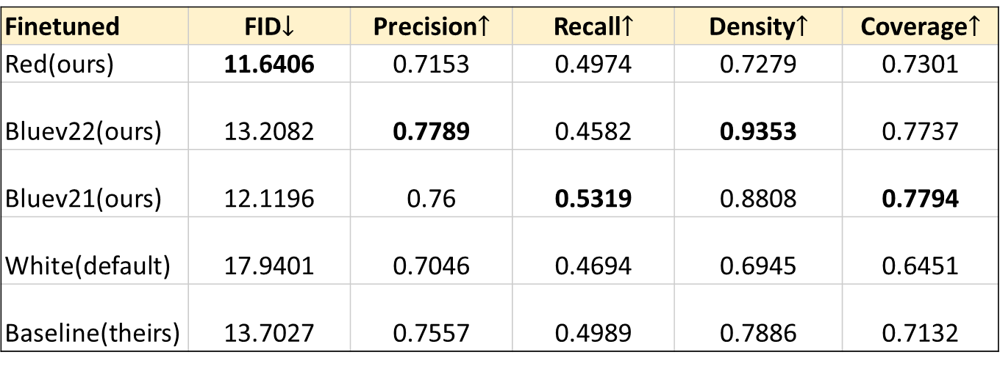 Finetuned FID↓ Precision↑ Recall↑ Density↑ Coverage↑
Red(ours) 11.6406 0.7153 0.4974 0.7279 0.7301
Bluev22(ours) 13.2082 0.7789 0.4582 0.9353 0.7737
Bluev21(ours) 12.1196 0.76 0.5319 0.8808 0.7794
White(default) 17.9401 0.7046 0.4694 0.6945 0.6451
Baseline(theirs) 13.7027 0.7557 0.4989 0.7886 0.7132